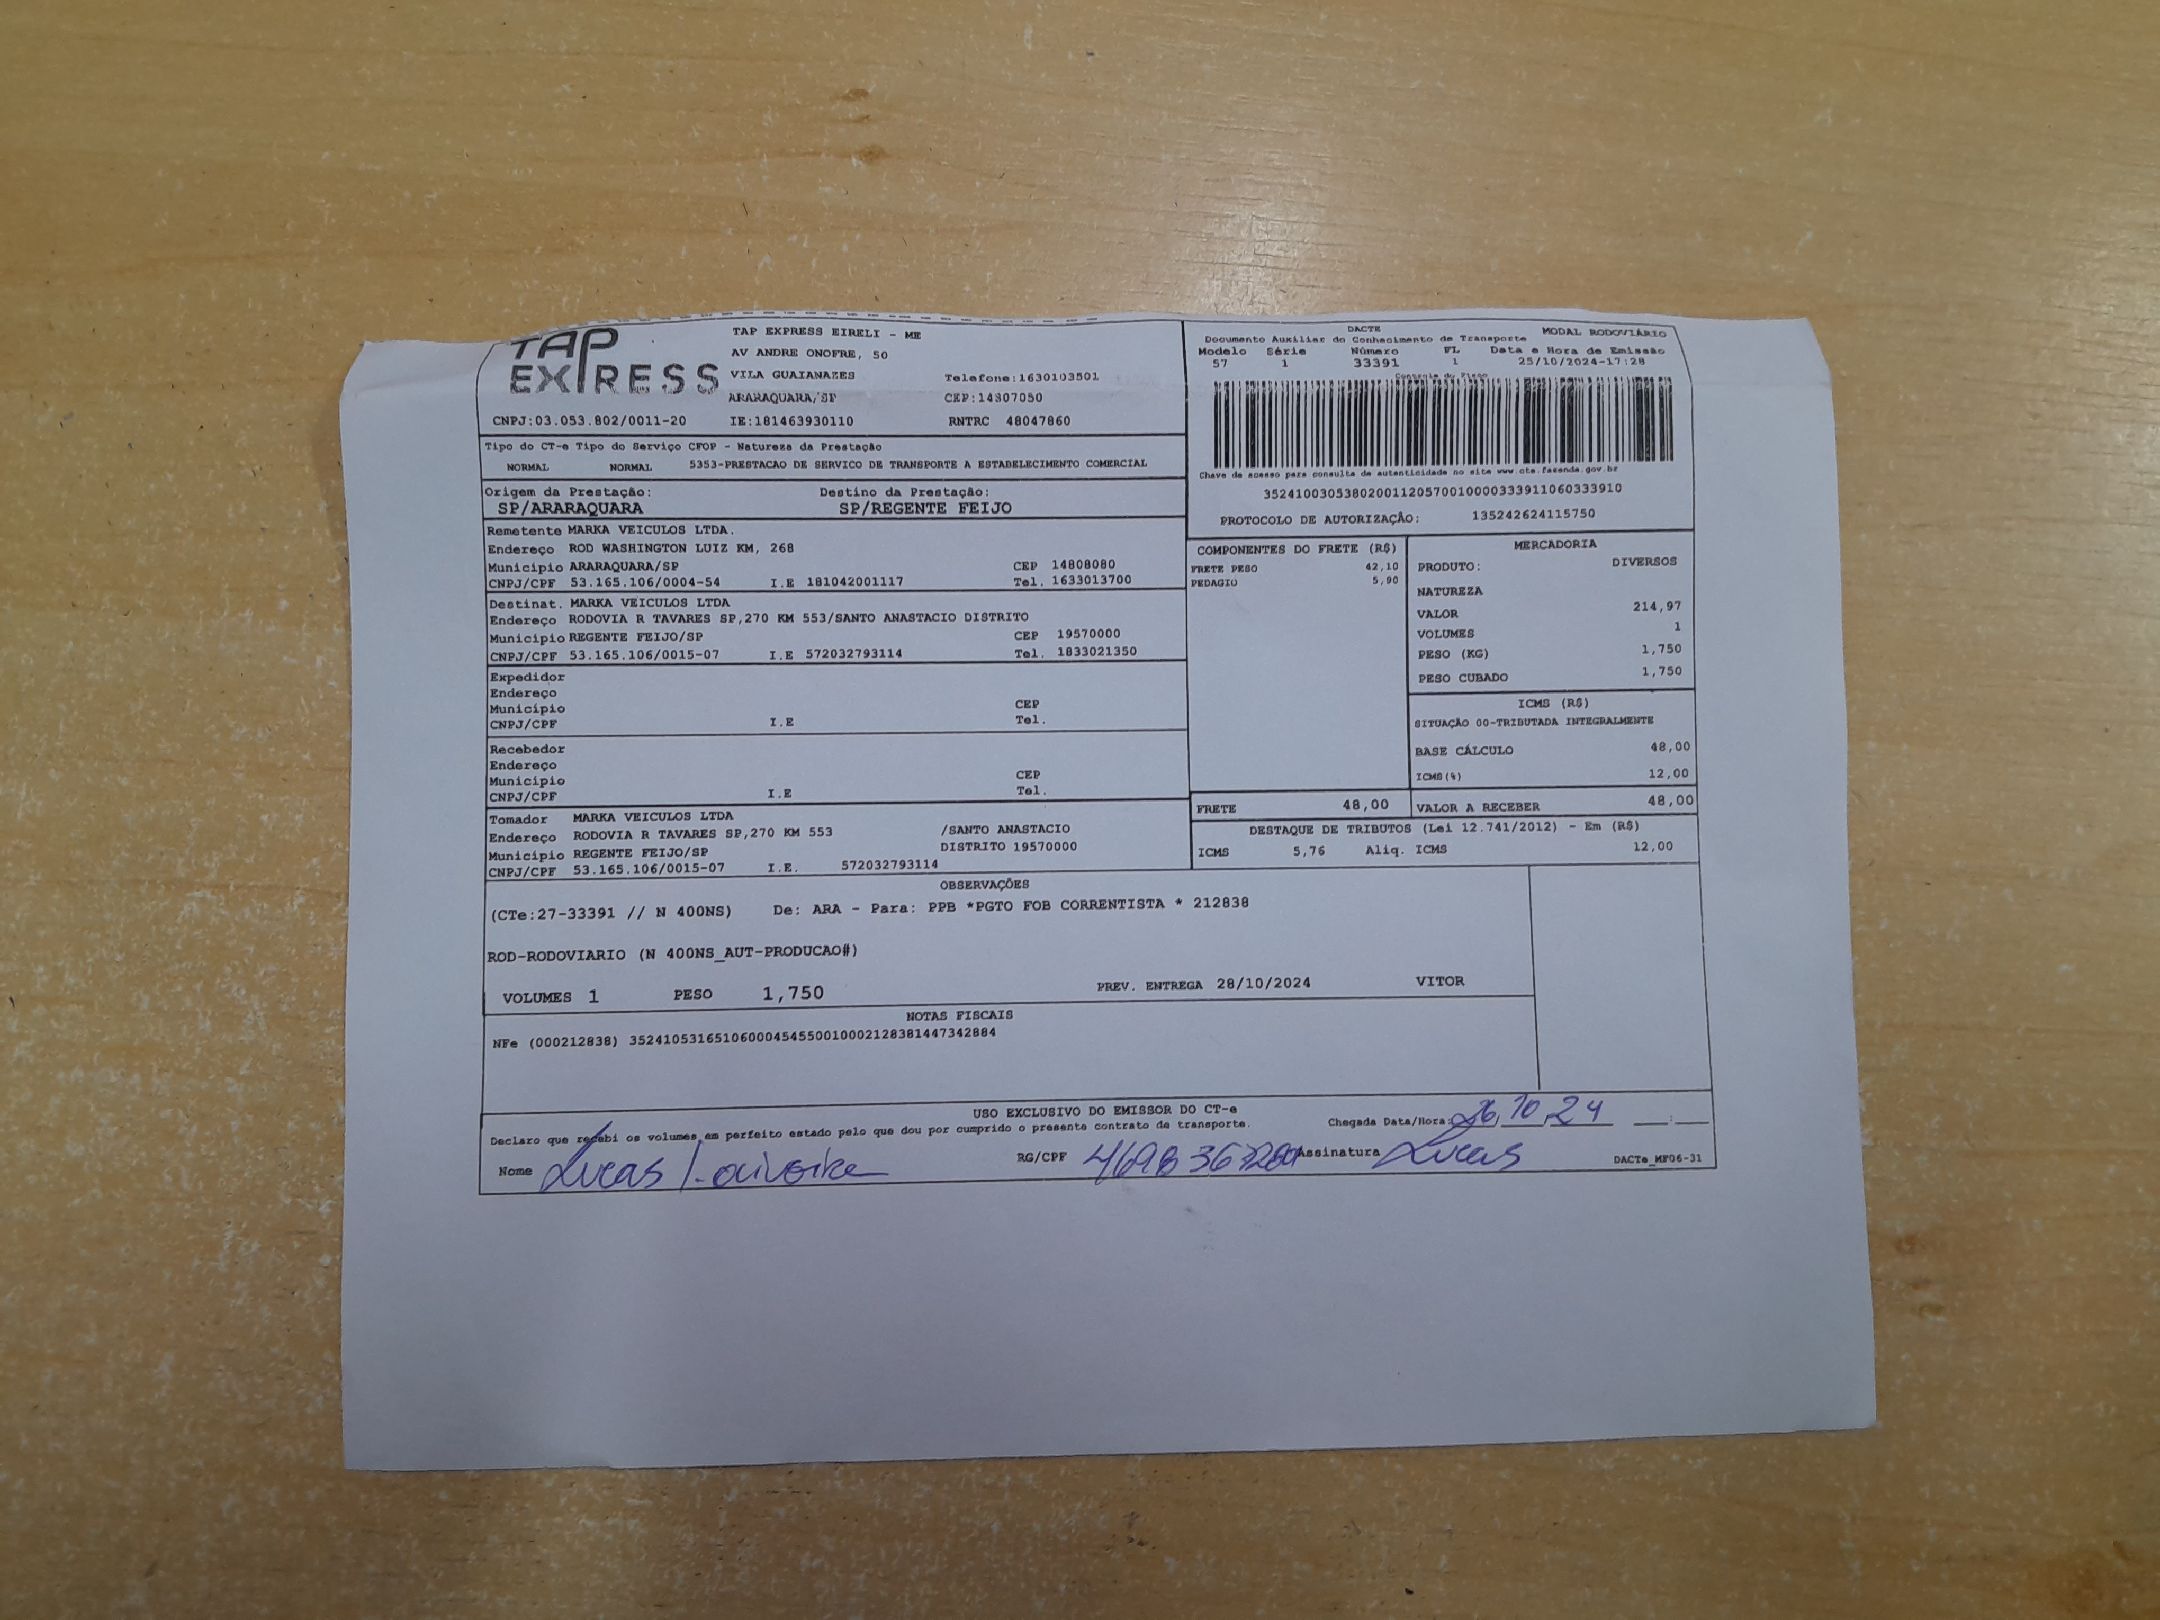 TAP EXPRESS
TAP EXPRESS EIRELI - ME
AV ANDRE ONOFRE, 50
VILA GUAIANAZES Telefone:1630103501
ARARAQUARA/SP CEP:14807050
CNPJ:03.053.802/0011-20 IE:181463930110 RNTRC 48047860
DACTE MODAL RODOVIÁRIO
Documento Auxiliar do Conhecimento de Transporte
Modelo Série Número FL Data e Hora de Emissão
57 1 33391 1 25/10/2024-17:28
Controle do Fisco
Chave de acesso para consulta de autenticidade no site www.cte.fazenda.gov.br
35241003053802001120570010000333911060333910
PROTOCOLO DE AUTORIZAÇÃO: 135242624115750
Tipo do CT-e Tipo do Serviço CFOP - Natureza da Prestação
NORMAL NORMAL 5353-PRESTACAO DE SERVICO DE TRANSPORTE A ESTABELECIMENTO COMERCIAL
Origem da Prestação: Destino da Prestação:
SP/ARARAQUARA SP/REGENTE FEIJO
Remetente MARKA VEICULOS LTDA.
Endereço ROD WASHINGTON LUIZ KM, 268
Município ARARAQUARA/SP CEP 14808080
CNPJ/CPF 53.165.106/0004-54 I.E 181042001117 Tel. 1633013700
Destinat. MARKA VEICULOS LTDA
Endereço RODOVIA R TAVARES SP,270 KM 553/SANTO ANASTACIO DISTRITO
Município REGENTE FEIJO/SP CEP 19570000
CNPJ/CPF 53.165.106/0015-07 I.E 572032793114 Tel. 1833021350
Expedidor
Endereço
Município CEP
CNPJ/CPF I.E Tel.
Recebedor
Endereço
Município CEP
CNPJ/CPF I.E Tel.
Tomador MARKA VEICULOS LTDA
Endereço RODOVIA R TAVARES SP,270 KM 553 /SANTO ANASTACIO
Município REGENTE FEIJO/SP DISTRITO 19570000
CNPJ/CPF 53.165.106/0015-07 I.E. 572032793114
COMPONENTES DO FRETE (R$)
FRETE PESO 42,10
PEDAGIO 5,90
MERCADORIA
PRODUTO: DIVERSOS
NATUREZA
VALOR 214,97
VOLUMES 1
PESO (KG) 1,750
PESO CUBADO 1,750
ICMS (R$)
SITUAÇÃO 00-TRIBUTADA INTEGRALMENTE
BASE CÁLCULO 48,00
ICMS(%) 12,00
FRETE 48,00 VALOR A RECEBER 48,00
DESTAQUE DE TRIBUTOS (Lei 12.741/2012) - Em (R$)
ICMS 5,76 Aliq. ICMS 12,00
OBSERVAÇÕES
(CTe:27-33391 // N 400NS) De: ARA - Para: PPB *PGTO FOB CORRENTISTA * 212838
ROD-RODOVIARIO (N 400NS_AUT-PRODUCAO#)
VOLUMES 1 PESO 1,750 PREV. ENTREGA 28/10/2024 VITOR
NOTAS FISCAIS
NFe (000212838) 35241053165106000454550010002128381447342884
USO EXCLUSIVO DO EMISSOR DO CT-e
Declaro que recebi os volumes em perfeito estado pelo que dou por cumprido o presente contrato de transporte.
Chegada Data/Hora: 26 10 24 __:__
Nome Lucas oliveira RG/CPF Assinatura Lucas DACTe_MF06-31